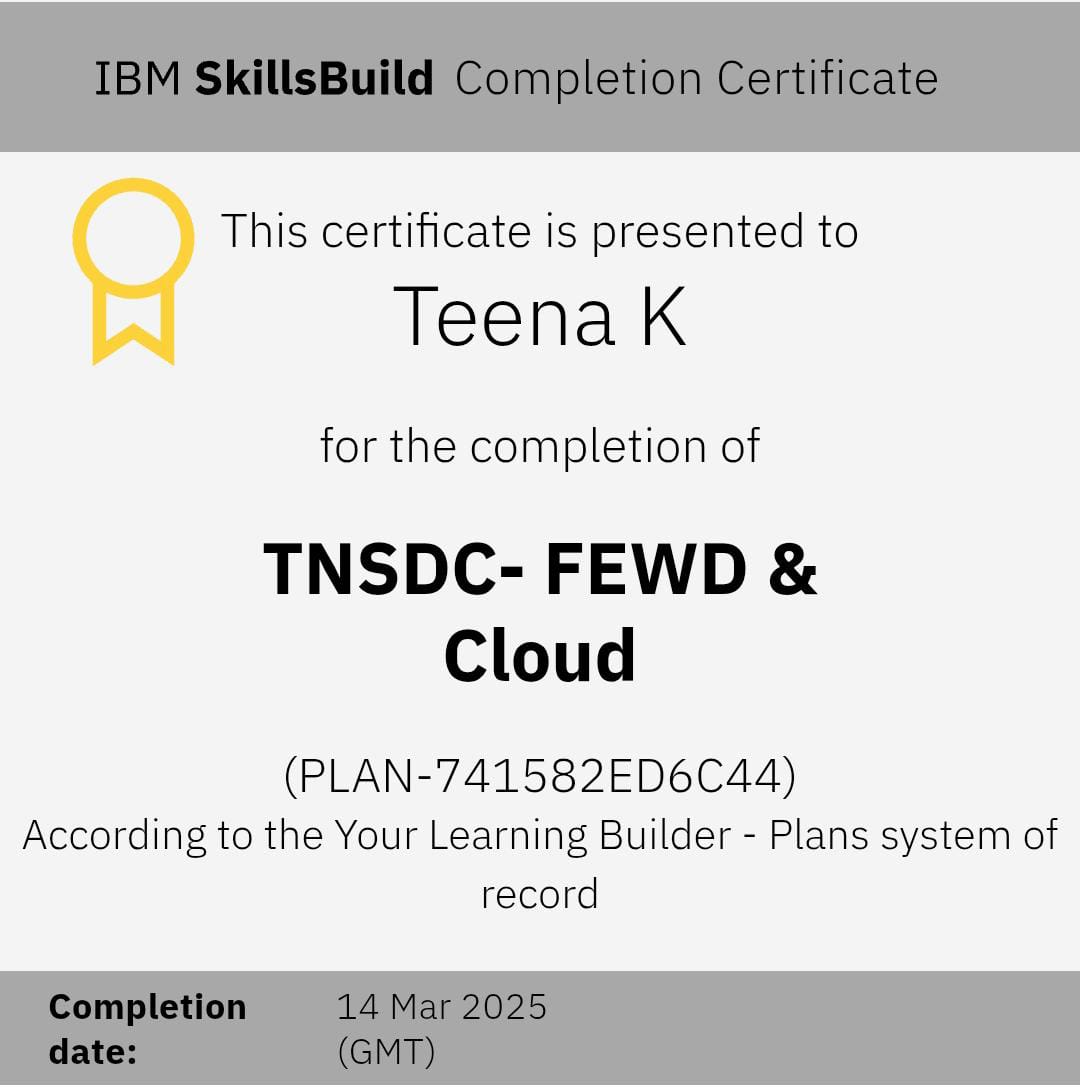 IBM SkillsBuild Completion Certificate
This certificate is presented to
Teena K
for the completion of
TNSDC- FEWD &
Cloud
(PLAN-741582ED6C44)
According to the Your Learning Builder - Plans system of
record
Completion date: 14 Mar 2025 (GMT)